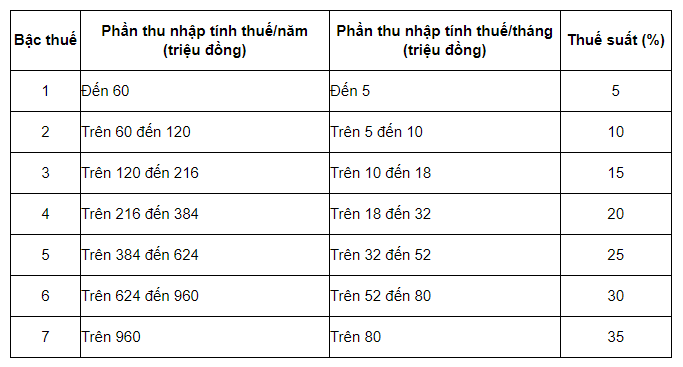 Bậc thuế Phần thu nhập tính thuế/năm (triệu đồng) Phần thu nhập tính thuế/tháng (triệu đồng) Thuế suất (%)
1 Đến 60 Đến 5 5
2 Trên 60 đến 120 Trên 5 đến 10 10
3 Trên 120 đến 216 Trên 10 đến 18 15
4 Trên 216 đến 384 Trên 18 đến 32 20
5 Trên 384 đến 624 Trên 32 đến 52 25
6 Trên 624 đến 960 Trên 52 đến 80 30
7 Trên 960 Trên 80 35